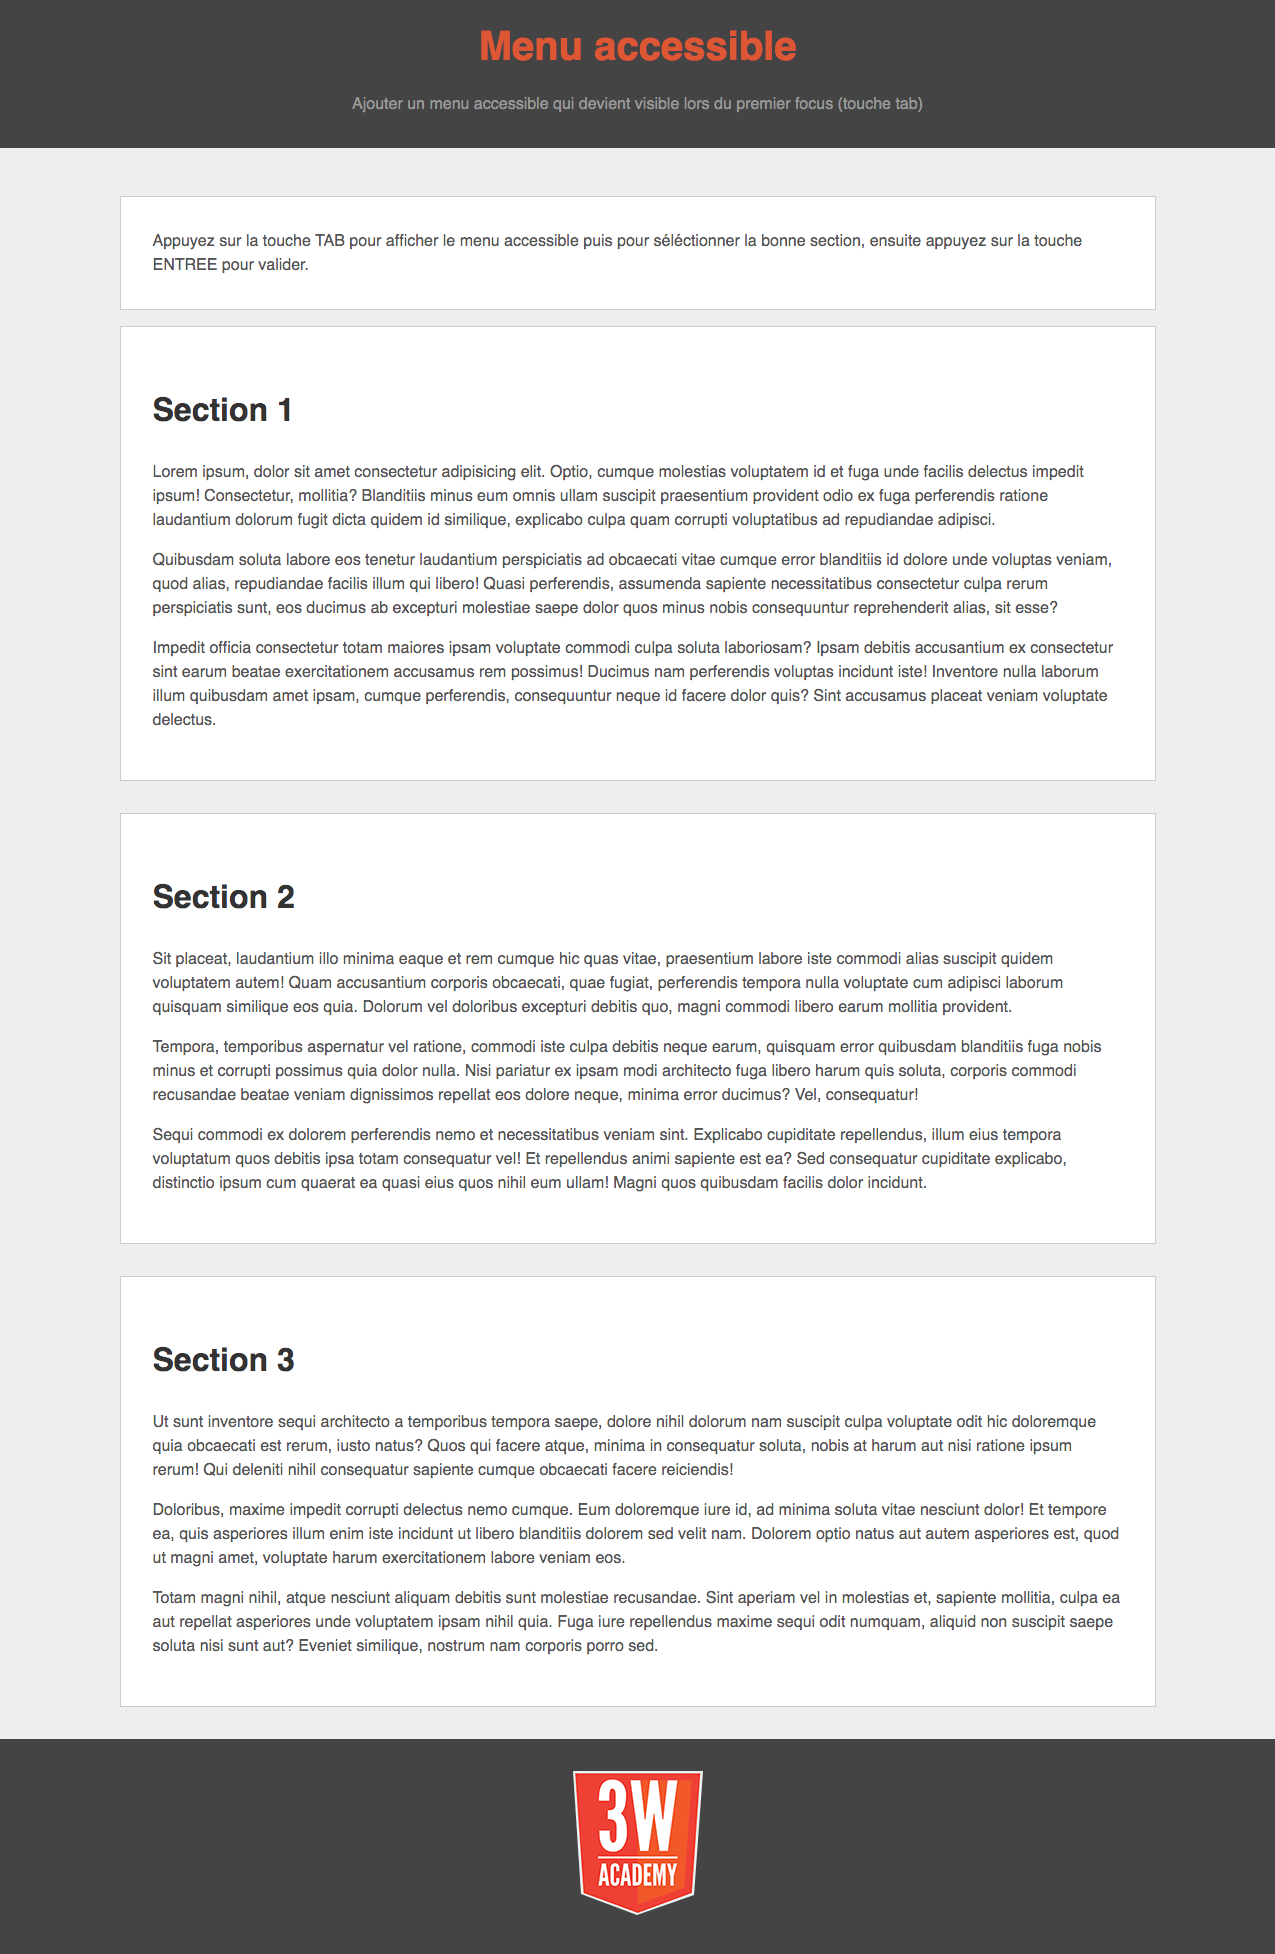 Menu accessible
Ajouter un menu accessible qui devient visible lors du premier focus (touche tab)
Appuyez sur la touche TAB pour afficher le menu accessible puis pour séléctionner la bonne section, ensuite appuyez sur la touche
ENTREE pour valider.
Section 1
Lorem ipsum, dolor sit amet consectetur adipisicing elit. Optio, cumque molestias voluptatem id et fuga unde facilis delectus impedit
ipsum! Consectetur, mollitia? Blanditiis minus eum omnis ullam suscipit praesentium provident odio ex fuga perferendis ratione
laudantium dolorum fugit dicta quidem id similique, explicabo culpa quam corrupti voluptatibus ad repudiandae adipisci.
Quibusdam soluta labore eos tenetur laudantium perspiciatis ad obcaecati vitae cumque error blanditiis id dolore unde voluptas veniam,
quod alias, repudiandae facilis illum qui libero! Quasi perferendis, assumenda sapiente necessitatibus consectetur culpa rerum
perspiciatis sunt, eos ducimus ab excepturi molestiae saepe dolor quos minus nobis consequuntur reprehenderit alias, sit esse?
Impedit officia consectetur totam maiores ipsam voluptate commodi culpa soluta laboriosam? Ipsam debitis accusantium ex consectetur
sint earum beatae exercitationem accusamus rem possimus! Ducimus nam perferendis voluptas incidunt iste! Inventore nulla laborum
illum quibusdam amet ipsam, cumque perferendis, consequuntur neque id facere dolor quis? Sint accusamus placeat veniam voluptate
delectus.
Section 2
Sit placeat, laudantium illo minima eaque et rem cumque hic quas vitae, praesentium labore iste commodi alias suscipit quidem
voluptatem autem! Quam accusantium corporis obcaecati, quae fugiat, perferendis tempora nulla voluptate cum adipisci laborum
quisquam similique eos quia. Dolorum vel doloribus excepturi debitis quo, magni commodi libero earum mollitia provident.
Tempora, temporibus aspernatur vel ratione, commodi iste culpa debitis neque earum, quisquam error quibusdam blanditiis fuga nobis
minus et corrupti possimus quia dolor nulla. Nisi pariatur ex ipsam modi architecto fuga libero harum quis soluta, corporis commodi
recusandae beatae veniam dignissimos repellat eos dolore neque, minima error ducimus? Vel, consequatur!
Sequi commodi ex dolorem perferendis nemo et necessitatibus veniam sint. Explicabo cupiditate repellendus, illum eius tempora
voluptatum quos debitis ipsa totam consequatur vel! Et repellendus animi sapiente est ea? Sed consequatur cupiditate explicabo,
distinctio ipsum cum quaerat ea quasi eius quos nihil eum ullam! Magni quos quibusdam facilis dolor incidunt.
Section 3
Ut sunt inventore sequi architecto a temporibus tempora saepe, dolore nihil dolorum nam suscipit culpa voluptate odit hic doloremque
quia obcaecati est rerum, iusto natus? Quos qui facere atque, minima in consequatur soluta, nobis at harum aut nisi ratione ipsum
rerum! Qui deleniti nihil consequatur sapiente cumque obcaecati facere reiciendis!
Doloribus, maxime impedit corrupti delectus nemo cumque. Eum doloremque iure id, ad minima soluta vitae nesciunt dolor! Et tempore
ea, quis asperiores illum enim iste incidunt ut libero blanditiis dolorem sed velit nam. Dolorem optio natus aut autem asperiores est, quod
ut magni amet, voluptate harum exercitationem labore veniam eos.
Totam magni nihil, atque nesciunt aliquam debitis sunt molestiae recusandae. Sint aperiam vel in molestias et, sapiente mollitia, culpa ea
aut repellat asperiores unde voluptatem ipsam nihil quia. Fuga iure repellendus maxime sequi odit numquam, aliquid non suscipit saepe
soluta nisi sunt aut? Eveniet similique, nostrum nam corporis porro sed.
3W
ACADEMY